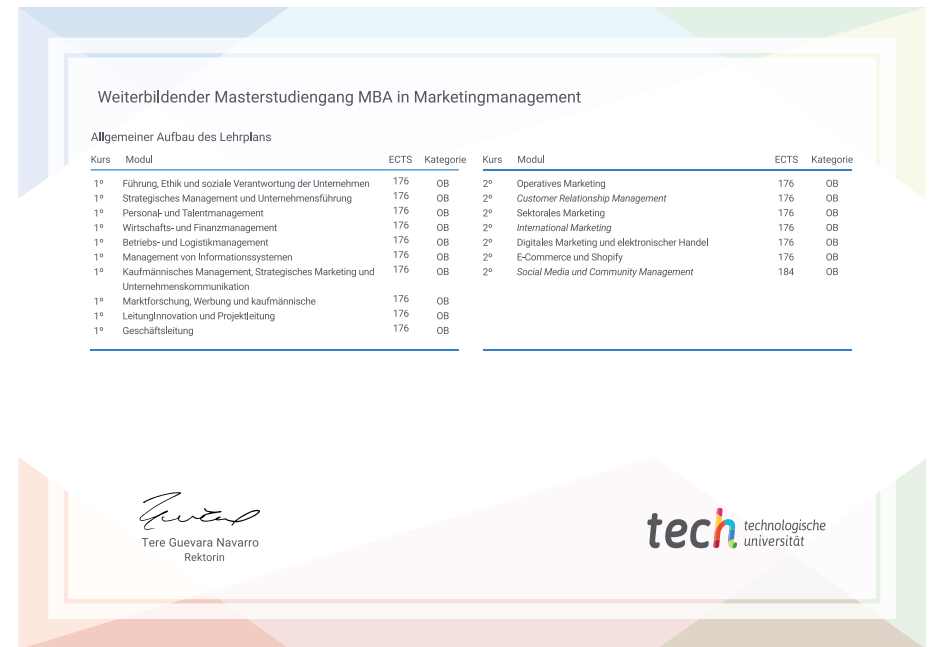 Weiterbildender Masterstudiengang MBA in Marketingmanagement
Allgemeiner Aufbau des Lehrplans
Kurs Modul ECTS Kategorie
1º Führung, Ethik und soziale Verantwortung der Unternehmen 176 OB
1º Strategisches Management und Unternehmensführung 176 OB
1º Personal- und Talentmanagement 176 OB
1º Wirtschafts- und Finanzmanagement 176 OB
1º Betriebs- und Logistikmanagement 176 OB
1º Management von Informationssystemen 176 OB
1º Kaufmännisches Management, Strategisches Marketing und 176 OB
Unternehmenskommunikation
1º Marktforschung, Werbung und kaufmännische 176 OB
1º LeitungInnovation und Projektleitung 176 OB
1º Geschäftsleitung 176 OB
Kurs Modul ECTS Kategorie
2º Operatives Marketing 176 OB
2º Customer Relationship Management 176 OB
2º Sektorales Marketing 176 OB
2º International Marketing 176 OB
2º Digitales Marketing und elektronischer Handel 176 OB
2º E-Commerce und Shopify 176 OB
2º Social Media und Community Management 184 OB
Tere Guevara Navarro
Rektorin
tech technologische
universität